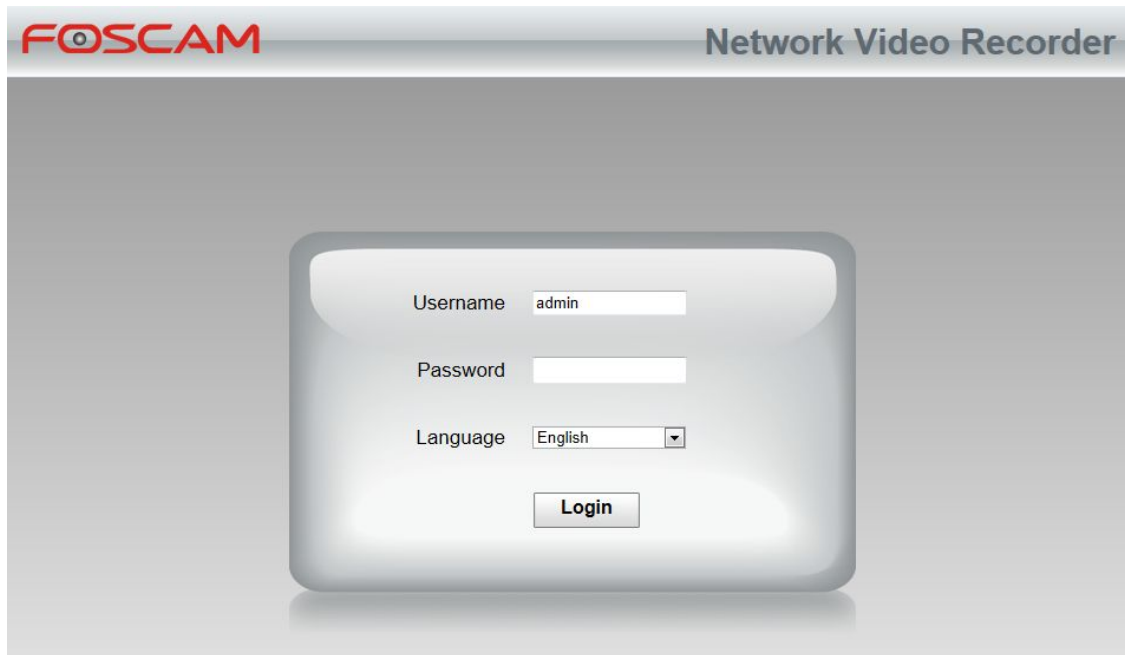 FOSCAM
Network Video Recorder
Username admin
Password
Language English
Login